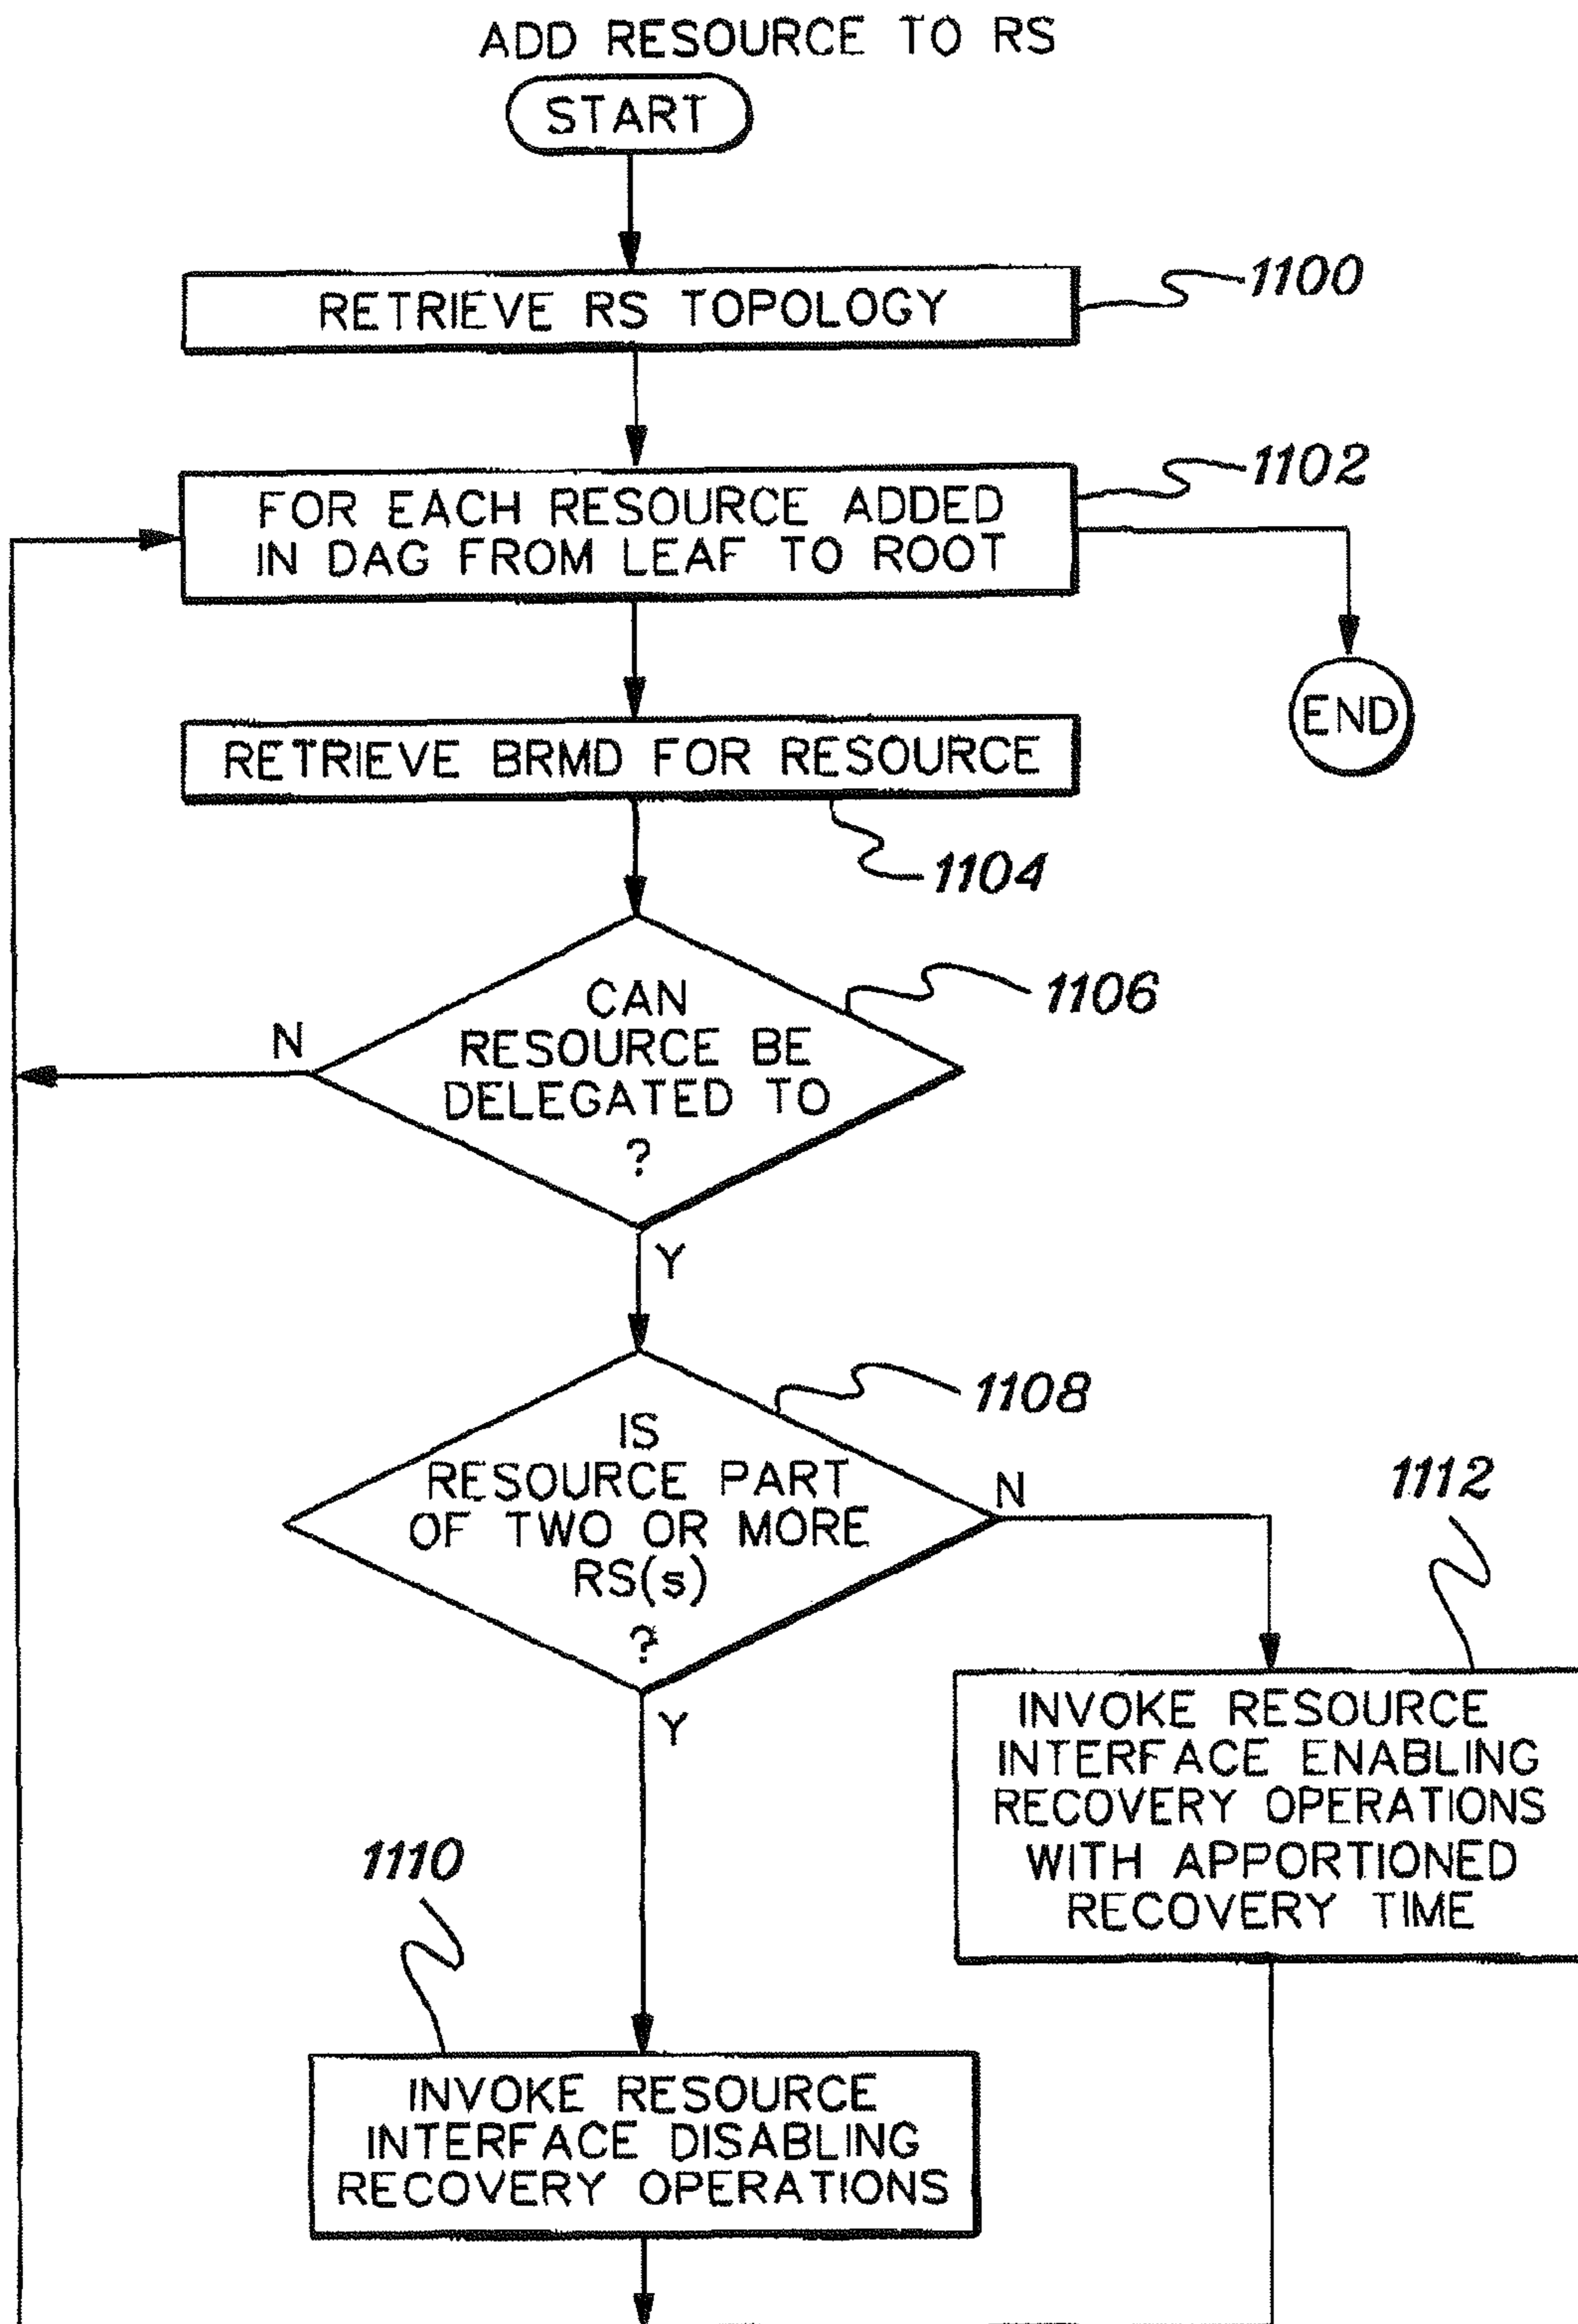 ADD RESOURCE TO RS
START
RETRIEVE RS TOPOLOGY
1100
FOR EACH RESOURCE ADDED
IN DAG FROM LEAF TO ROOT
1102
END
RETRIEVE BRMD FOR RESOURCE
1104
CAN
RESOURCE BE
DELEGATED TO
?
1106
N
Y
IS
RESOURCE PART
OF TWO OR MORE
RS(s)
?
1108
N
Y
1112
INVOKE RESOURCE
INTERFACE ENABLING
RECOVERY OPERATIONS
WITH APPORTIONED
RECOVERY TIME
1110
INVOKE RESOURCE
INTERFACE DISABLING
RECOVERY OPERATIONS